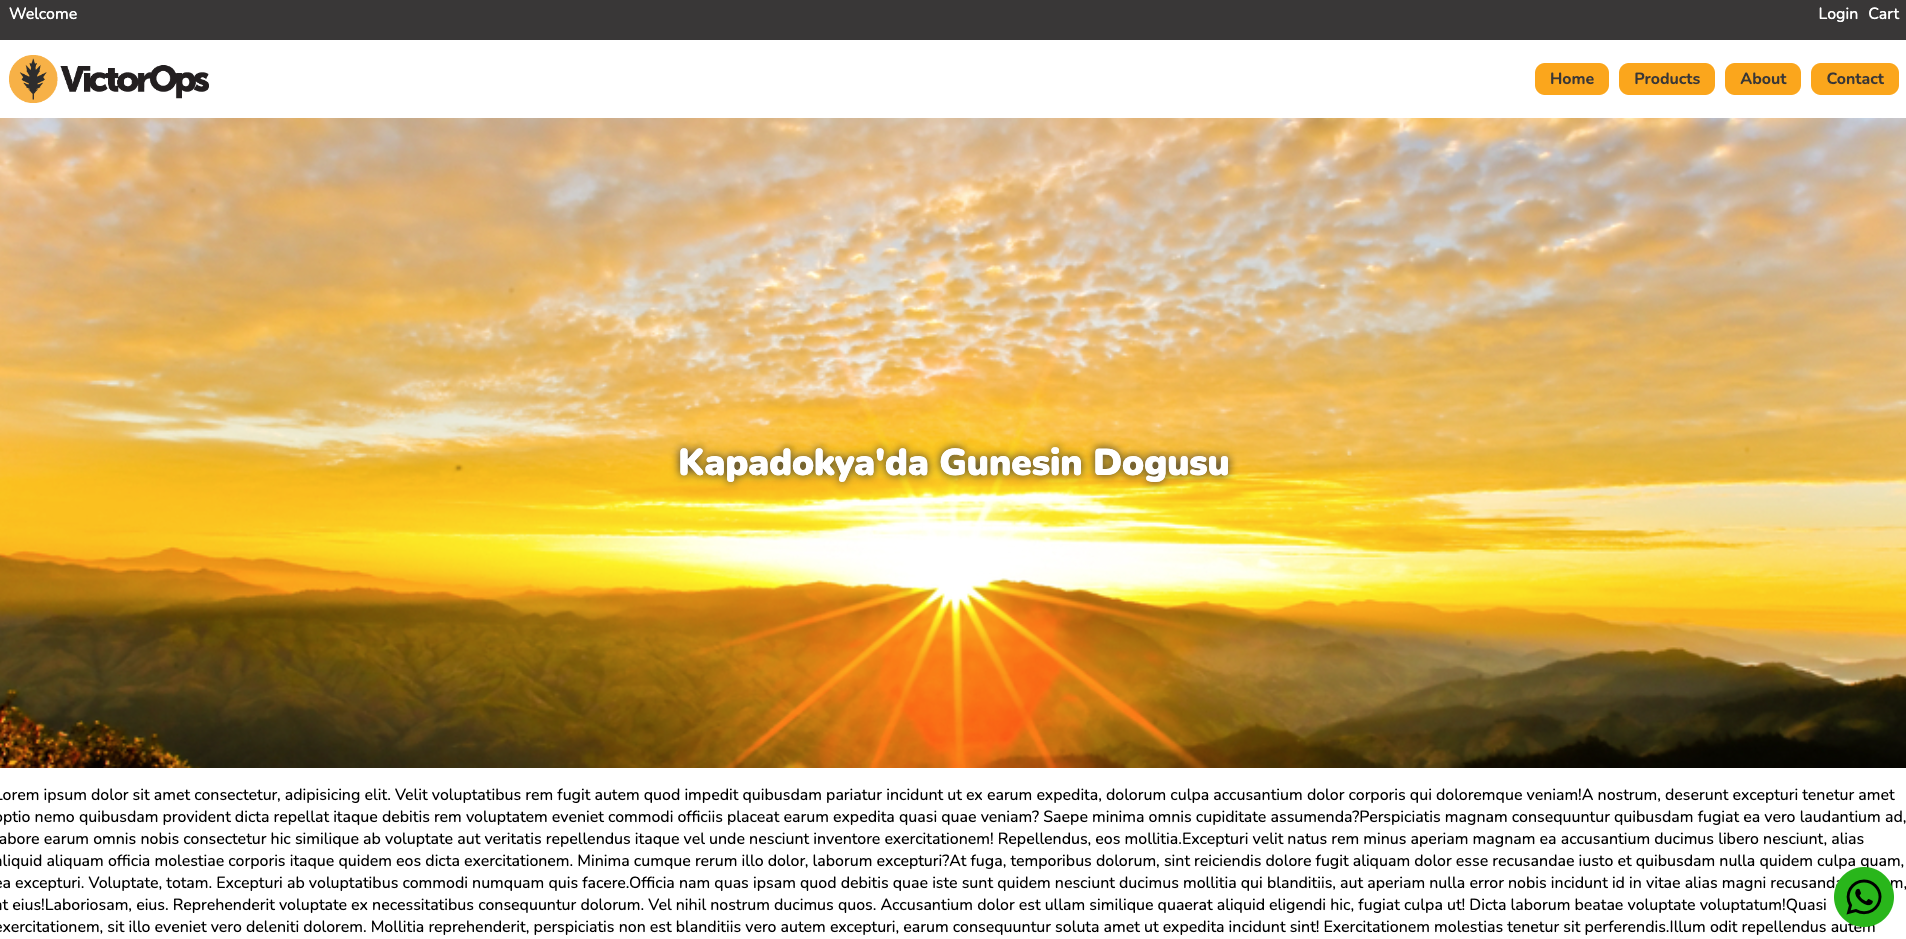 Welcome
Login Cart
VictorOps
Home Products About Contact
Kapadokya'da Gunesin Dogusu
Lorem ipsum dolor sit amet consectetur, adipisicing elit. Velit voluptatibus rem fugit autem quod impedit quibusdam pariatur incidunt ut ex earum expedita, dolorum culpa accusantium dolor corporis qui doloremque veniam!A nostrum, deserunt excepturi tenetur amet
optio nemo quibusdam provident dicta repellat itaque debitis rem voluptatem eveniet commodi officiis placeat earum expedita quasi quae veniam? Saepe minima omnis cupiditate assumenda?Perspiciatis magnam consequuntur quibusdam fugiat ea vero laudantium ad,
labore earum omnis nobis consectetur hic similique ab voluptate aut veritatis repellendus itaque vel unde nesciunt inventore exercitationem! Repellendus, eos mollitia.Excepturi velit natus rem minus aperiam magnam ea accusantium ducimus libero nesciunt, alias
aliquid aliquam officia molestiae corporis itaque quidem eos dicta exercitationem. Minima cumque rerum illo dolor, laborum excepturi?At fuga, temporibus dolorum, sint reiciendis dolore fugit aliquam dolor esse recusandae iusto et quibusdam nulla quidem culpa quam,
ea excepturi. Voluptate, totam. Excepturi ab voluptatibus commodi numquam quis facere.Officia nam quas ipsam quod debitis quae iste sunt quidem nesciunt ducimus mollitia qui blanditiis, aut aperiam nulla error nobis incidunt id in vitae alias magni
at eius!Laboriosam, eius. Reprehenderit voluptate ex necessitatibus consequuntur dolorum. Vel nihil nostrum ducimus quos. Accusantium dolor est ullam similique quaerat aliquid eligendi hic, fugiat culpa ut! Dicta laborum beatae voluptate voluptatum!Quasi
exercitationem, sit illo eveniet vero deleniti dolorem. Mollitia reprehenderit, perspiciatis non est blanditiis vero autem excepturi, earum consequuntur soluta amet ut expedita incidunt sint! Exercitationem molestias tenetur sit perferendis.Illum odit repellendus autem